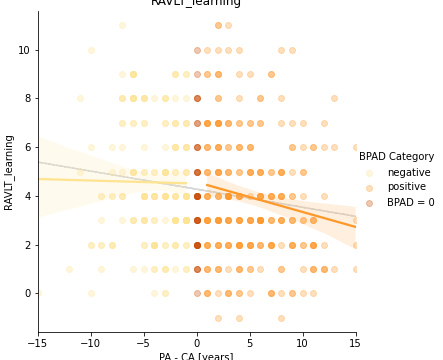 RAVLT_learning
RAVLT_learning
10
8
6
4
2
0
−15
−10
−5
0
5
10
15
PA - CA [years]
BPAD Category
negative
positive
BPAD = 0